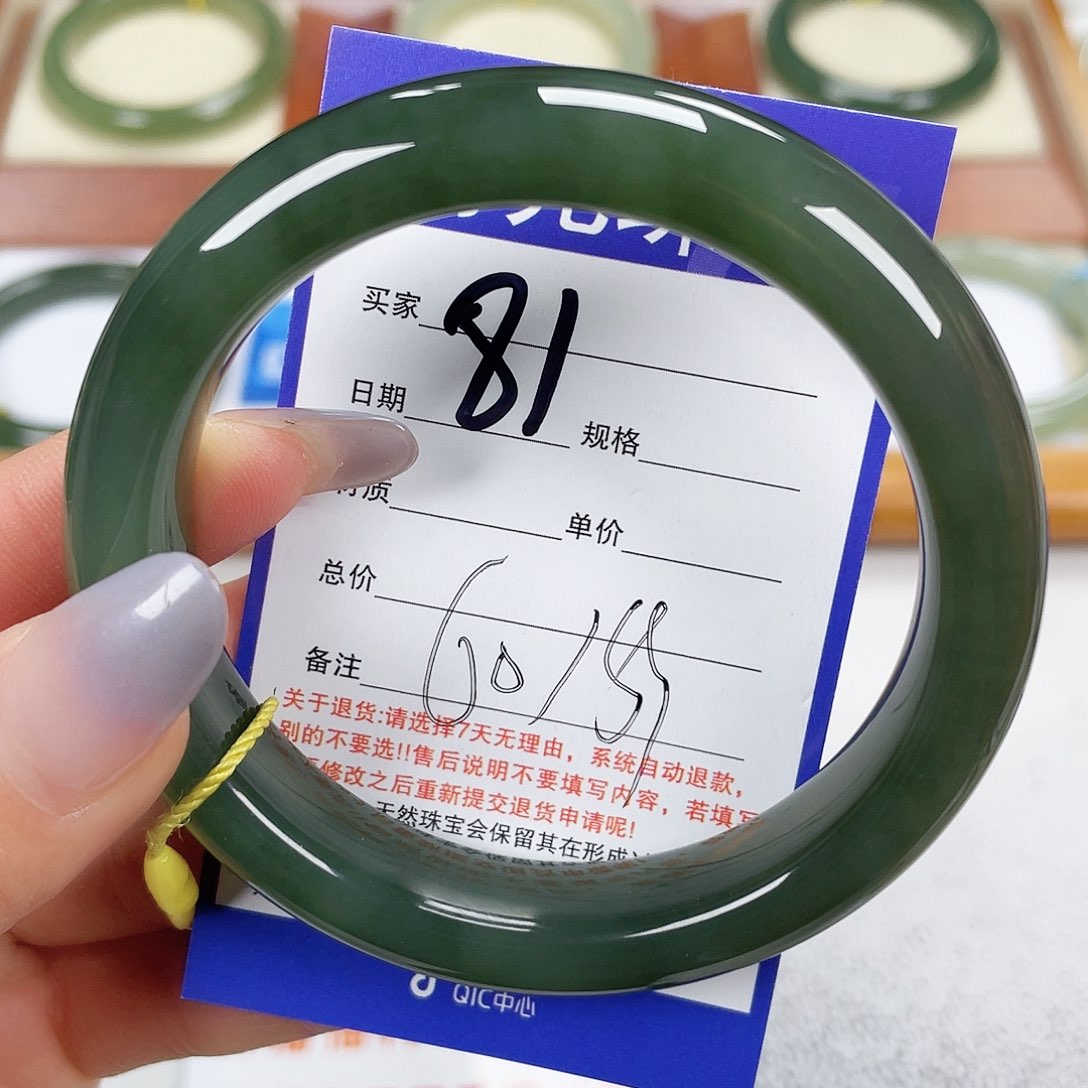 买家 81
日期 规格
材质 单价
总价
备注
关于退货:请选择7天无理由，系统自动退款，
别的不要选!!售后说明不要填写内容，若填写
修改之后重新提交退货申请呢!
天然珠宝会保留其在形成
QIC中心